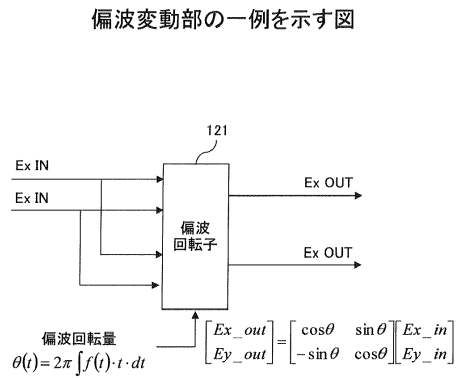 偏波変動部の一例を示す図
121
Ex IN
Ex IN
偏波
回転子
Ex OUT
Ex OUT
偏波回転量
θ(t) = 2π∫f(t)·t·dt
[Ex_out Ey_out] = [cosθ sinθ -sinθ cosθ][Ex_in Ey_in]